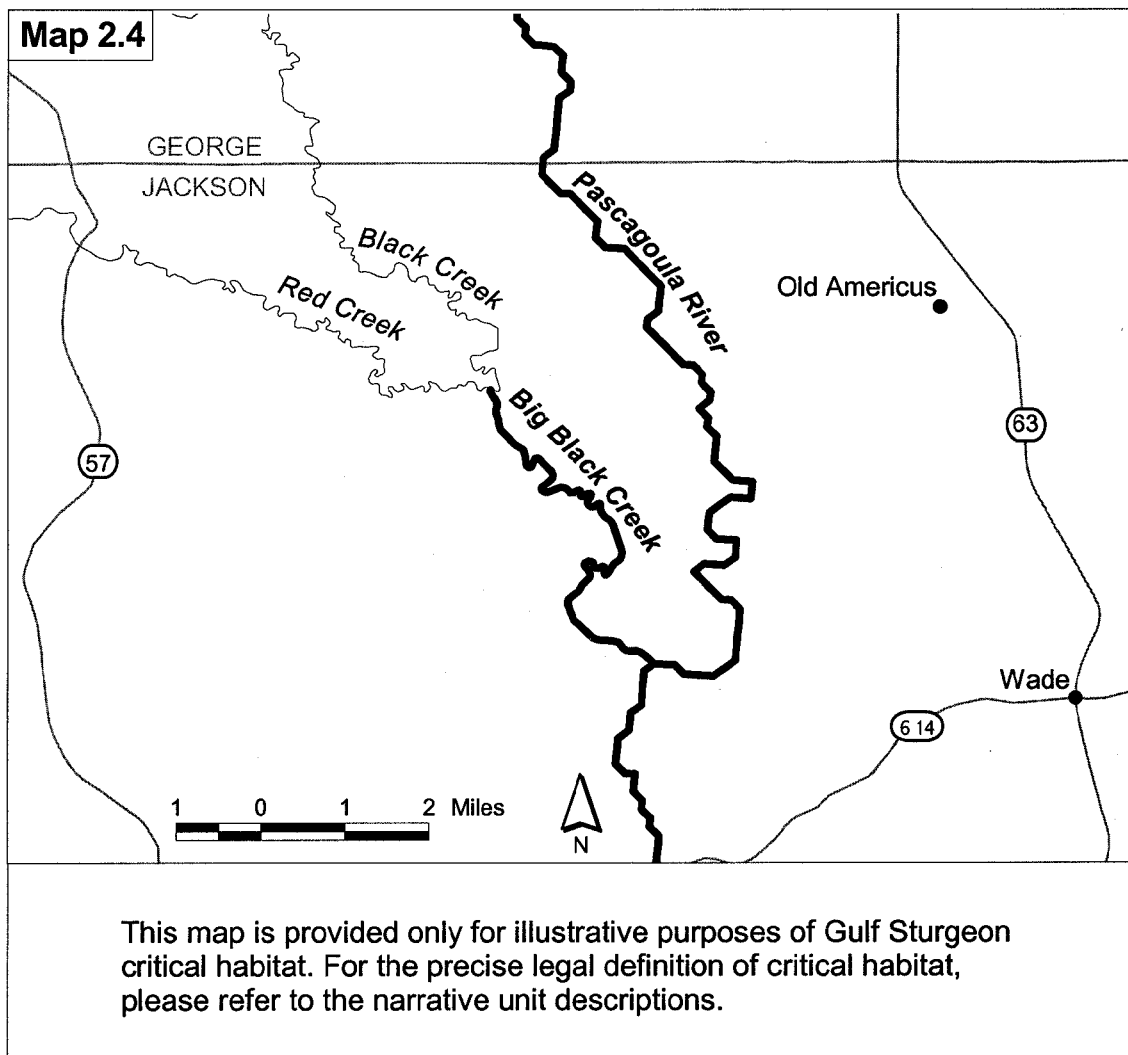 Map 2.4
GEORGE
JACKSON
Black Creek
Red Creek
Pascagoula River
Old Americus
Big Black Creek
63
57
Wade
614
1 0 1 2 Miles
N
This map is provided only for illustrative purposes of Gulf Sturgeon
critical habitat. For the precise legal definition of critical habitat,
please refer to the narrative unit descriptions.